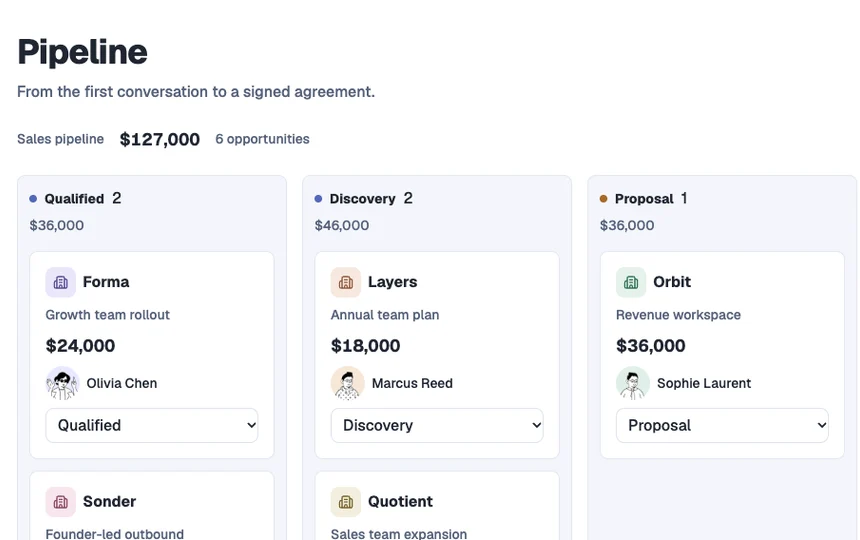 Pipeline
From the first conversation to a signed agreement.
Sales pipeline $127,000 6 opportunities
Qualified 2
$36,000
Forma
Growth team rollout
$24,000
Olivia Chen
Qualified
Sonder
Founder-led outbound
Discovery 2
$46,000
Layers
Annual team plan
$18,000
Marcus Reed
Discovery
Quotient
Sales team expansion
Proposal 1
$36,000
Orbit
Revenue workspace
$36,000
Sophie Laurent
Proposal